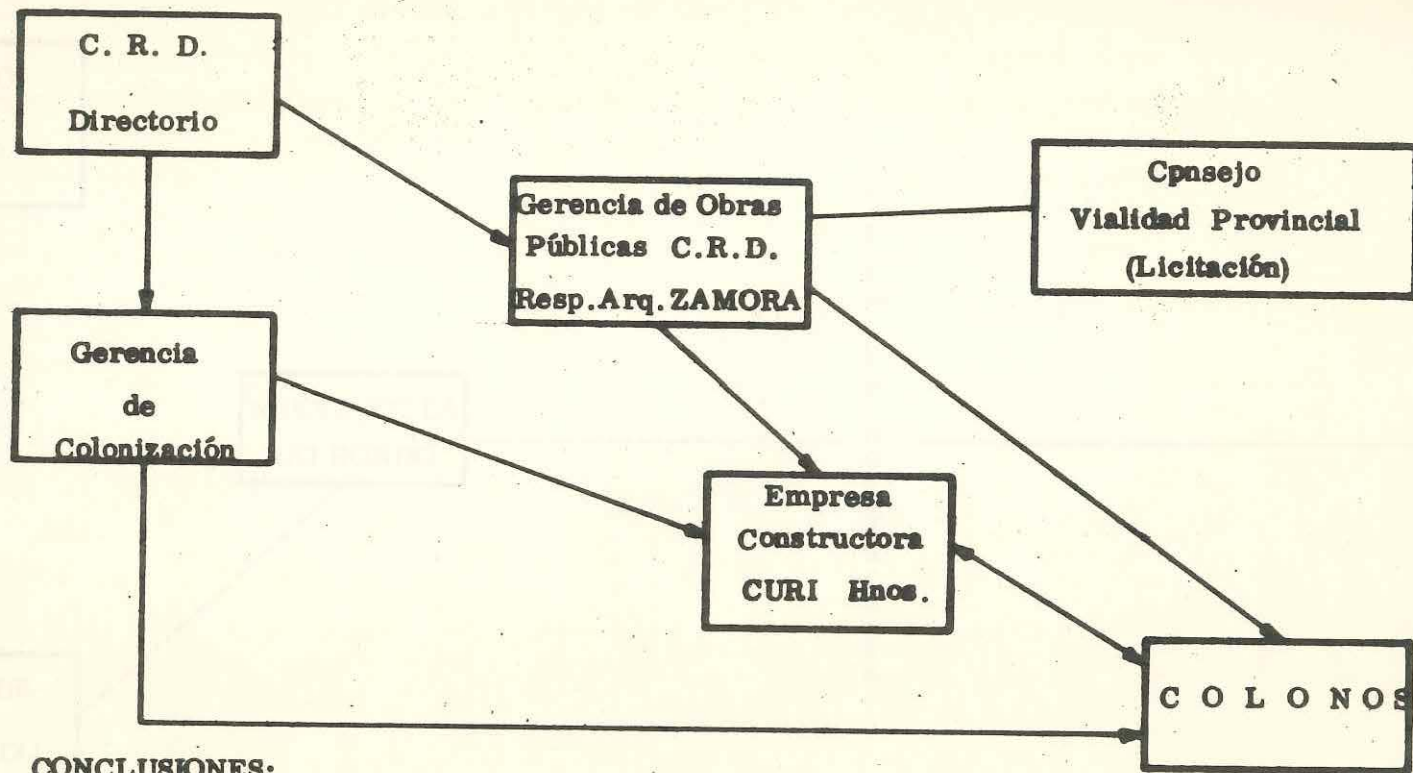 C. R. D.
Directorio
Gerencia de Obras
Públicas C.R.D.
Resp.Arq.ZAMORA
Cpnsejo
Vialidad Provincial
(Licitación)
Gerencia
de
Colonización
Empresa
Constructora
CURI Hnos.
COLONOS
CONCLUSIONES: